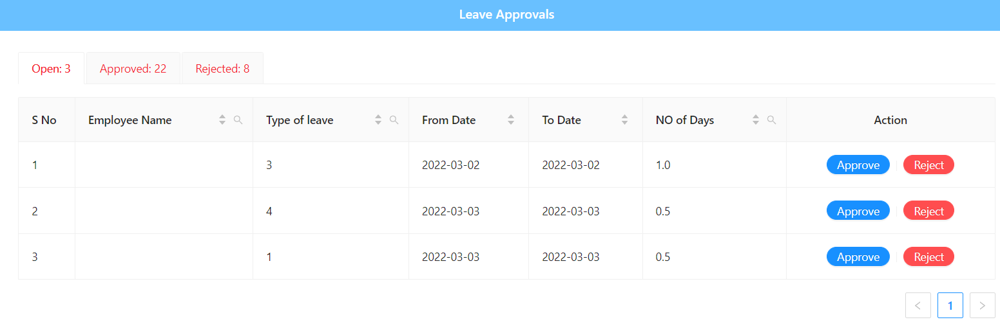 Leave Approvals
Open: 3 Approved: 22 Rejected: 8
S No Employee Name Type of leave From Date To Date NO of Days Action
1 3 2022-03-02 2022-03-02 1.0 Approve Reject
2 4 2022-03-03 2022-03-03 0.5 Approve Reject
3 1 2022-03-03 2022-03-03 0.5 Approve Reject
< 1 >